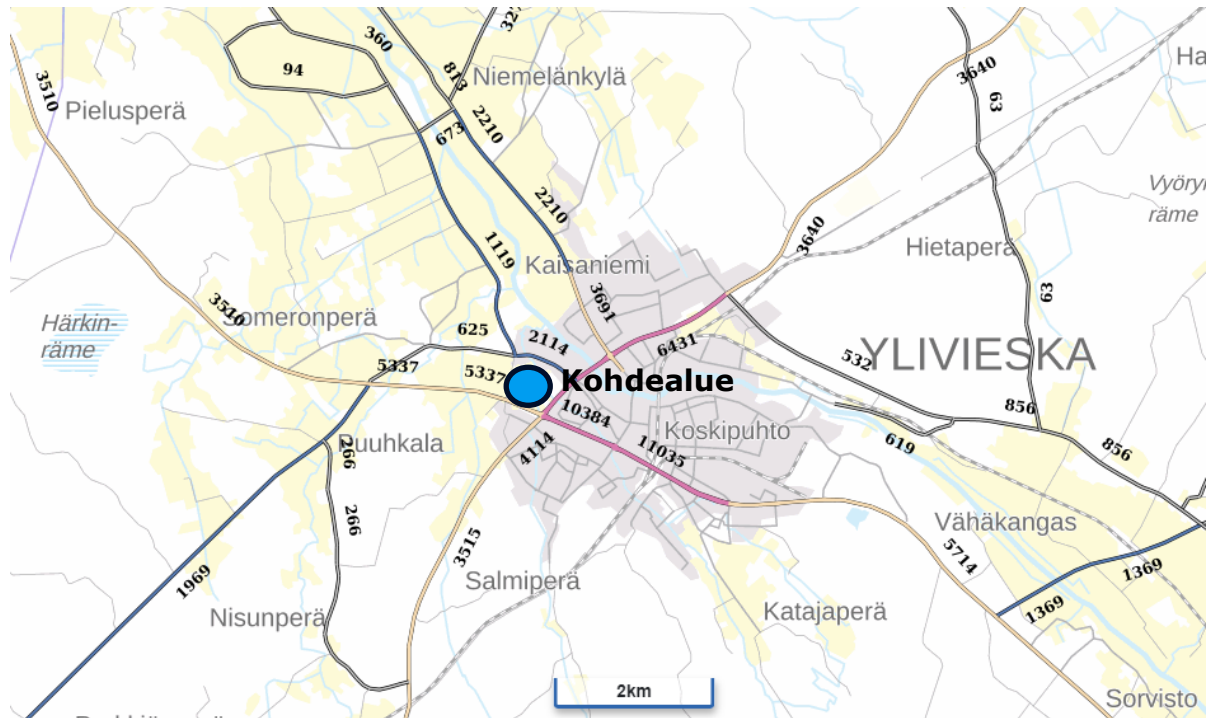 360
3640
3510
94
813
Niemelänkylä
63
Pielusperä
673
2210
Vyöry
räme
2210
3640
Hietaperä
1119
Kaisaniemi
63
3510
3691
Someronperä
Härkin-
räme
625
2114
6431
532
YLIVIESKA
5337
5337
Kohdealue
10384
856
Koskipuhto
266
Puuhkala
4114
11035
619
856
266
Vähäkangas
3515
5714
1969
Salmiperä
1369
Nisunperä
Katajaperä
1369
2km
Sorvisto